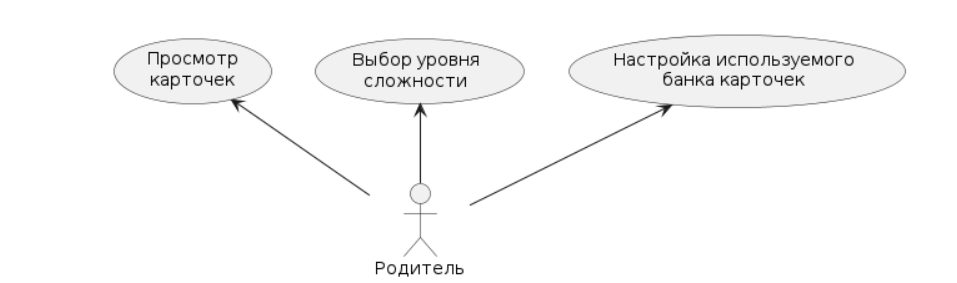 Просмотр
карточек
Выбор уровня
сложности
Настройка используемого
банка карточек
Родитель